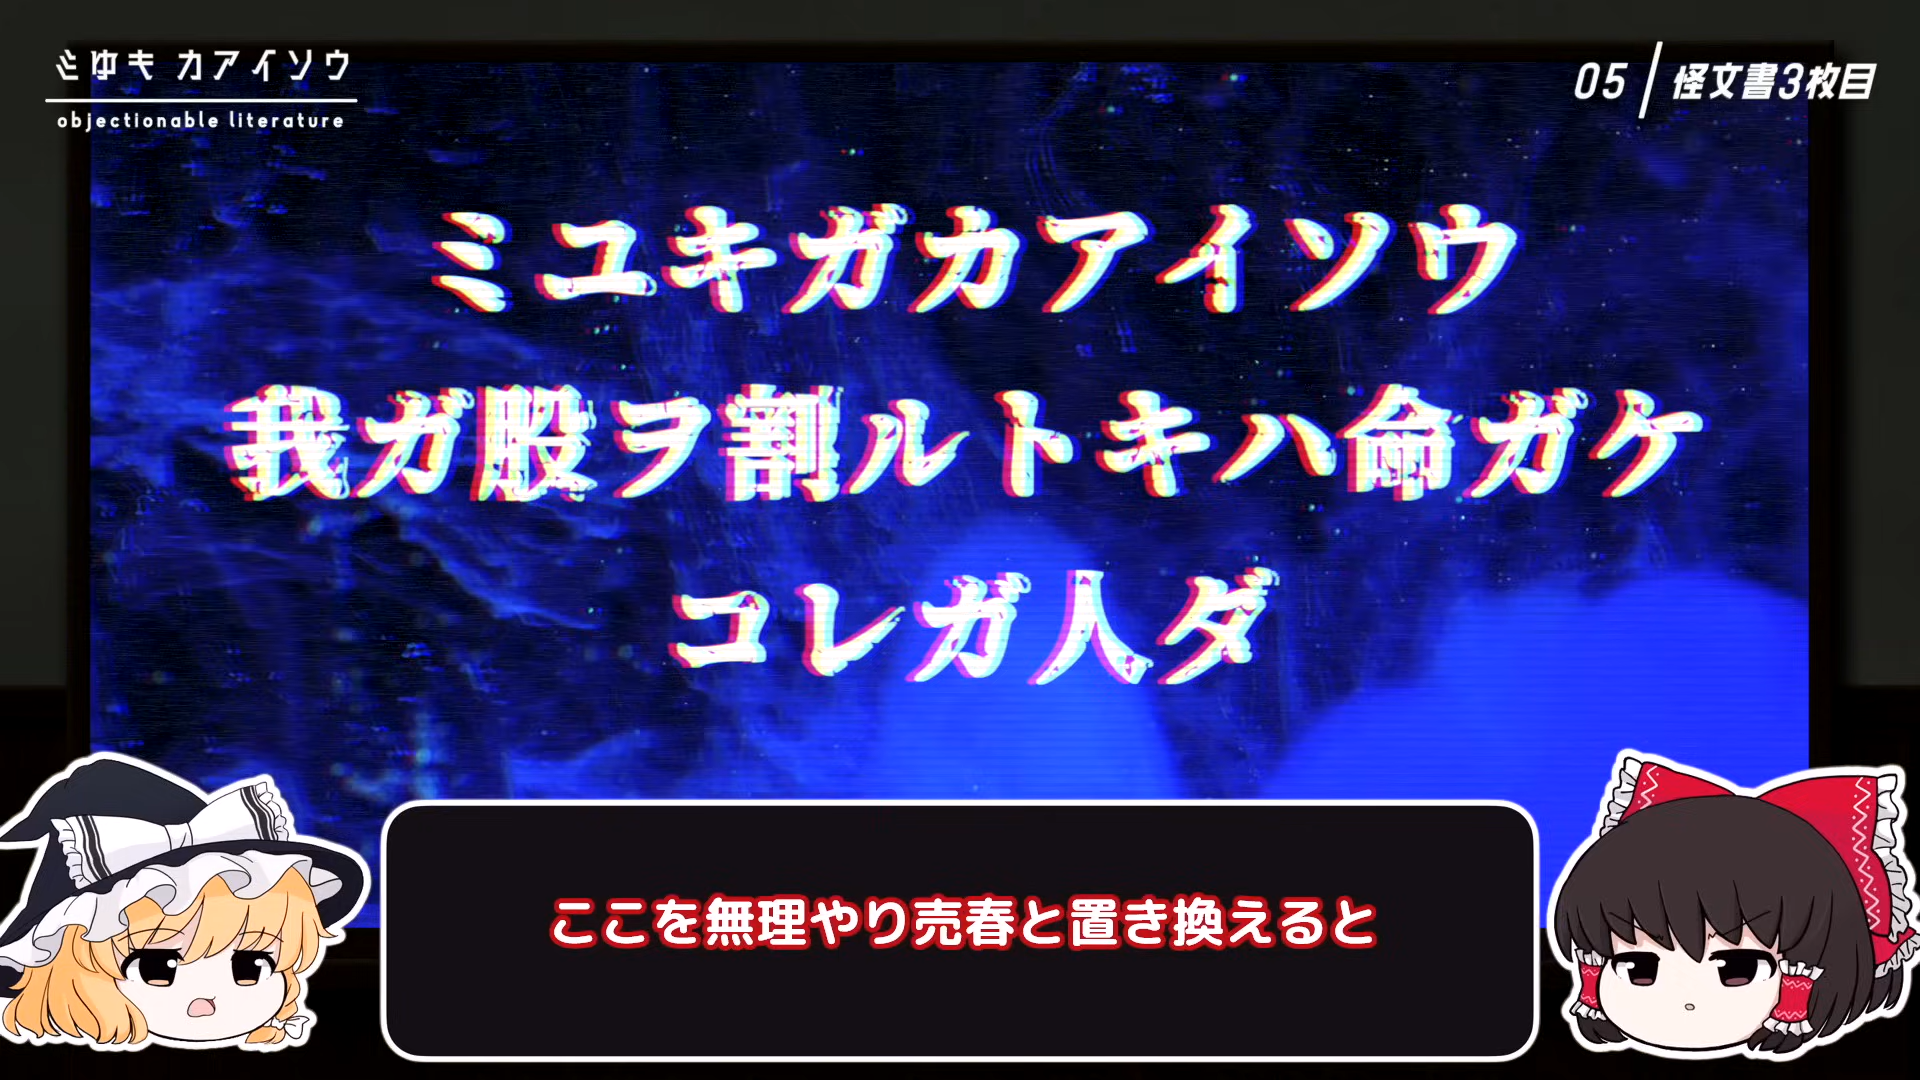 ミゆキ カアイソウ
objectionable literature
05 / 怪文書3枚目
ミユキガカアイソウ
我ガ股ヲ割ルトキハ命ガケ
コレガ人ダ
ここを無理やり売春と置き換えると